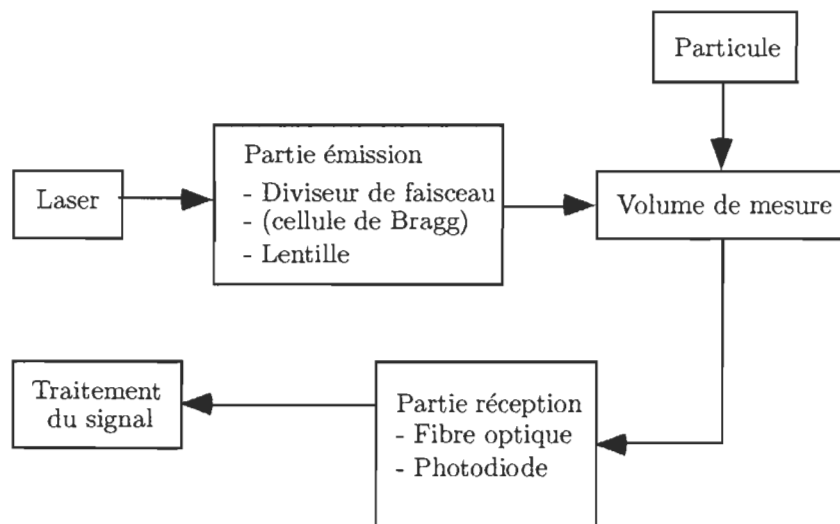 Particule
Laser
Partie émission
- Diviseur de faisceau
- (cellule de Bragg)
- Lentille
Volume de mesure
Traitement
du signal
Partie réception
- Fibre optique
- Photodiode